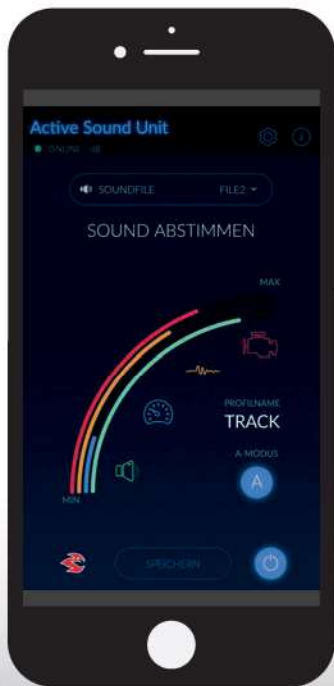 Active Sound Unit
ONLINE
SOUNDFILE FILE2
SOUND ABSTIMMEN
MAX
PROFILNAME
TRACK
A-MODUS
A
MIN
SPEICHERN